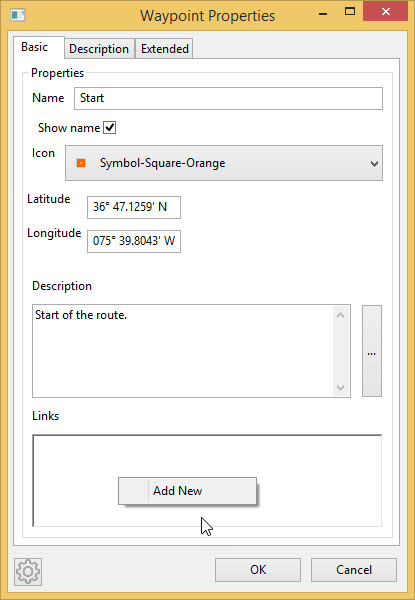 Waypoint Properties
Basic
Description
Extended
Properties
Name
Start
Show name
Icon
Symbol-Square-Orange
Latitude
36° 47.1259' N
Longitude
075° 39.8043' W
Description
Start of the route.
...
Links
Add New
OK
Cancel